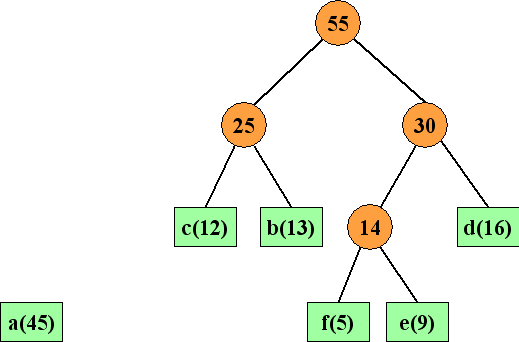 55
25
30
c(12)
b(13)
14
d(16)
a(45)
f(5)
e(9)